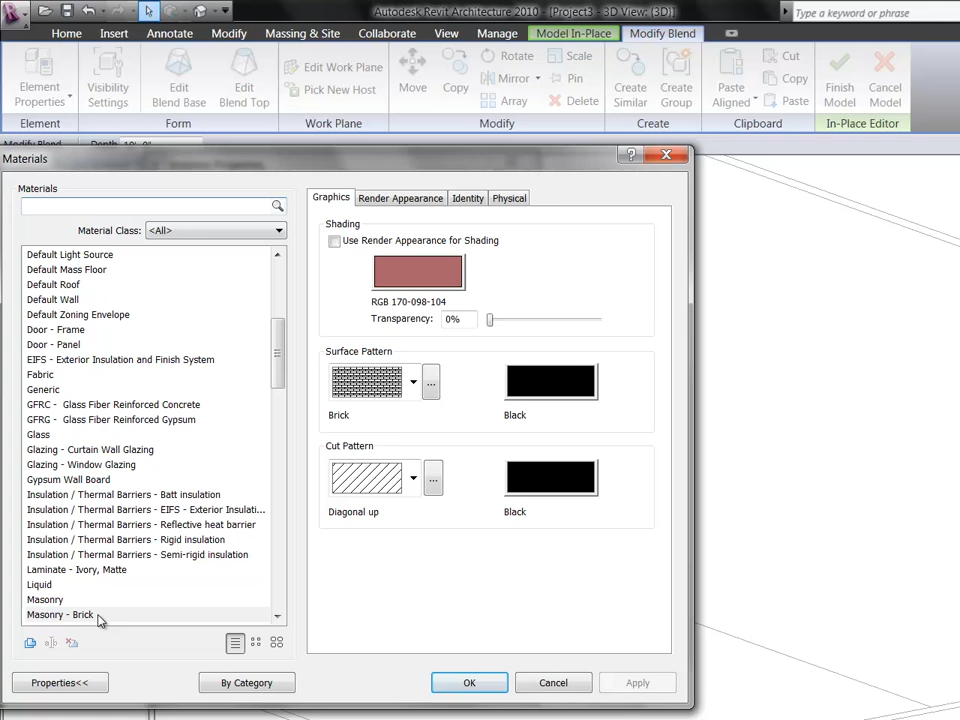 Autodesk Revit Architecture 2010 - [Project3 - 3D View: {3D}]
Type a keyword or phrase
Home Insert Annotate Modify Massing & Site Collaborate View Manage Model In-Place Modify Blend
Element Properties
Visibility Settings
Edit Blend Base
Edit Blend Top
Edit Work Plane
Pick New Host
Move
Copy
Rotate
Mirror
Array
Scale
Pin
Delete
Create Similar
Create Group
Paste Aligned
Cut
Copy
Paste
Finish Model
Cancel Model
Element Form Work Plane Modify Create Clipboard In-Place Editor
Modify Blend Depth
Materials
?
Materials
Material Class: <All>
Default Light Source
Default Mass Floor
Default Roof
Default Wall
Default Zoning Envelope
Door - Frame
Door - Panel
EIFS - Exterior Insulation and Finish System
Fabric
Generic
GFRC - Glass Fiber Reinforced Concrete
GFRG - Glass Fiber Reinforced Gypsum
Glass
Glazing - Curtain Wall Glazing
Glazing - Window Glazing
Gypsum Wall Board
Insulation / Thermal Barriers - Batt insulation
Insulation / Thermal Barriers - EIFS - Exterior Insulati...
Insulation / Thermal Barriers - Reflective heat barrier
Insulation / Thermal Barriers - Rigid insulation
Insulation / Thermal Barriers - Semi-rigid insulation
Laminate - Ivory, Matte
Liquid
Masonry
Masonry - Brick
Properties<<
By Category
Graphics Render Appearance Identity Physical
Shading
Use Render Appearance for Shading
RGB 170-098-104
Transparency: 0%
Surface Pattern
...
Brick Black
Cut Pattern
...
Diagonal up Black
OK Cancel Apply